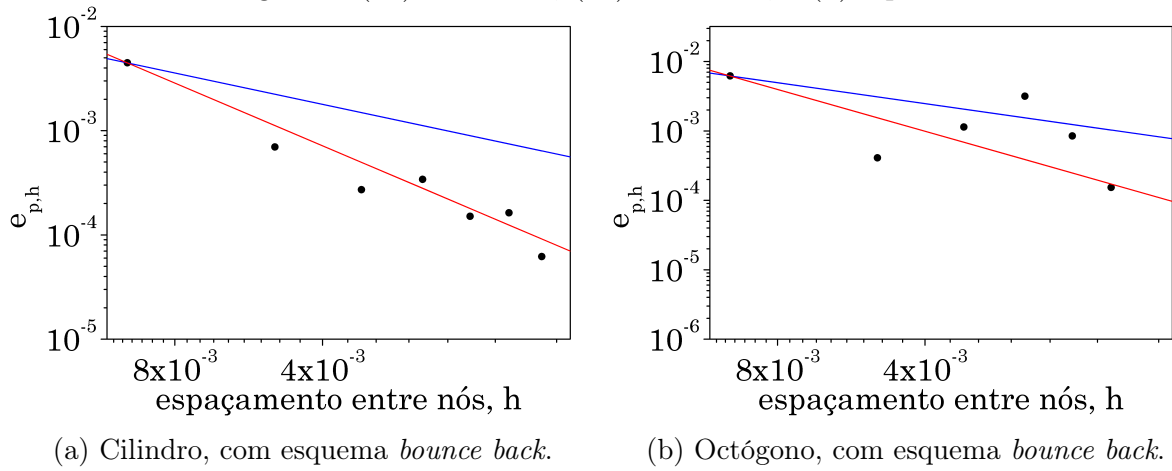 10⁻²
10⁻³
10⁻⁴
10⁻⁵
e_{p,h}
8x10⁻³ 4x10⁻³
espaçamento entre nós, h
(a) Cilindro, com esquema bounce back.
10⁻²
10⁻³
10⁻⁴
10⁻⁵
10⁻⁶
e_{p,h}
8x10⁻³ 4x10⁻³
espaçamento entre nós, h
(b) Octógono, com esquema bounce back.